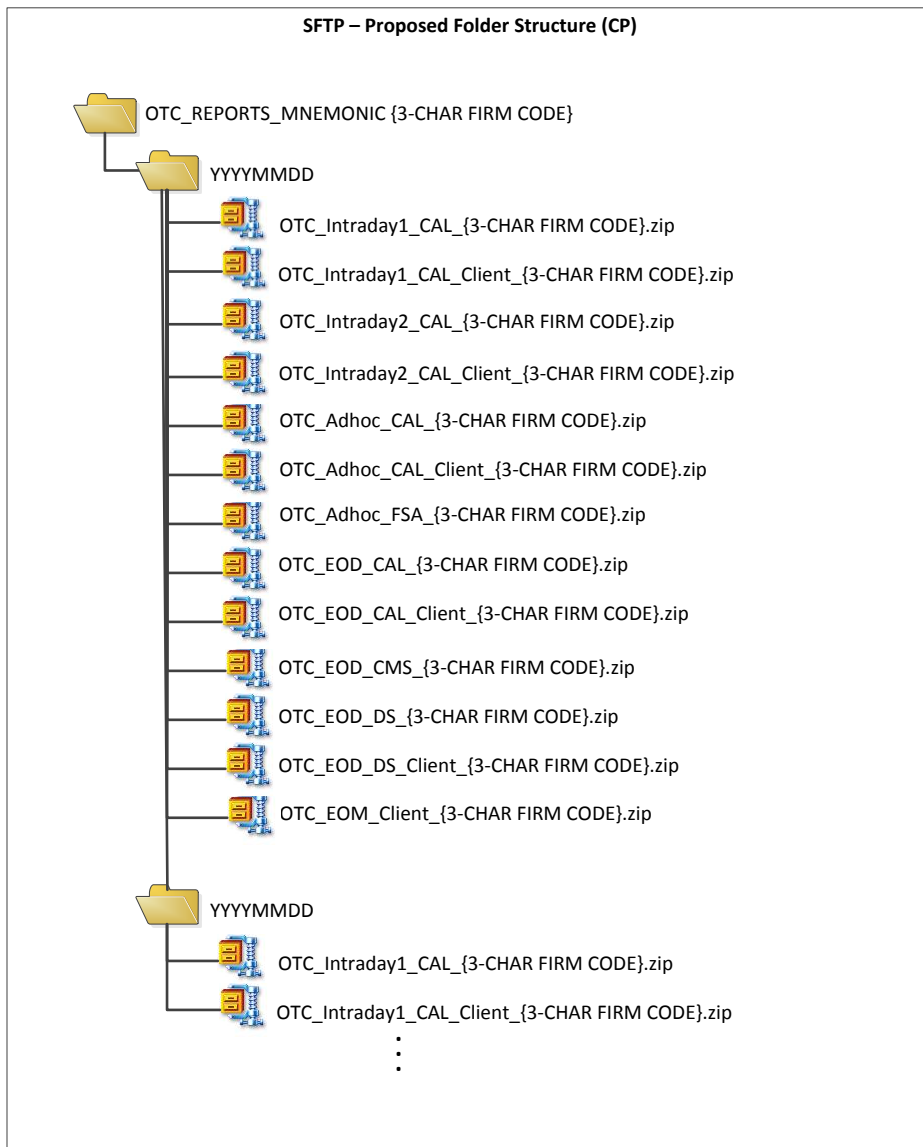 SFTP – Proposed Folder Structure (CP)
OTC_REPORTS_MNEMONIC {3-CHAR FIRM CODE}
YYYYMMDD
OTC_Intraday1_CAL_{3-CHAR FIRM CODE}.zip
OTC_Intraday1_CAL_Client_{3-CHAR FIRM CODE}.zip
OTC_Intraday2_CAL_{3-CHAR FIRM CODE}.zip
OTC_Intraday2_CAL_Client_{3-CHAR FIRM CODE}.zip
OTC_Adhoc_CAL_{3-CHAR FIRM CODE}.zip
OTC_Adhoc_CAL_Client_{3-CHAR FIRM CODE}.zip
OTC_Adhoc_FSA_{3-CHAR FIRM CODE}.zip
OTC_EOD_CAL_{3-CHAR FIRM CODE}.zip
OTC_EOD_CAL_Client_{3-CHAR FIRM CODE}.zip
OTC_EOD_CMS_{3-CHAR FIRM CODE}.zip
OTC_EOD_DS_{3-CHAR FIRM CODE}.zip
OTC_EOD_DS_Client_{3-CHAR FIRM CODE}.zip
OTC_EOM_Client_{3-CHAR FIRM CODE}.zip
YYYYMMDD
OTC_Intraday1_CAL_{3-CHAR FIRM CODE}.zip
OTC_Intraday1_CAL_Client_{3-CHAR FIRM CODE}.zip